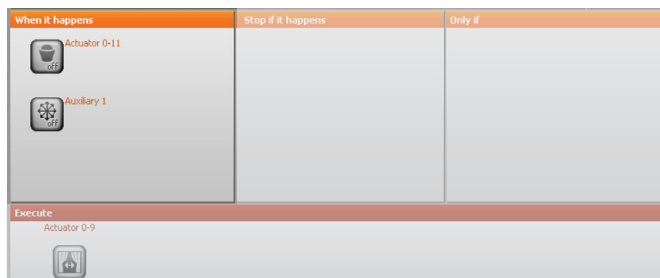 When it happens
Stop if it happens
Only if
Actuator 0-11
off
Auxiliary 1
off
Execute
Actuator 0-9